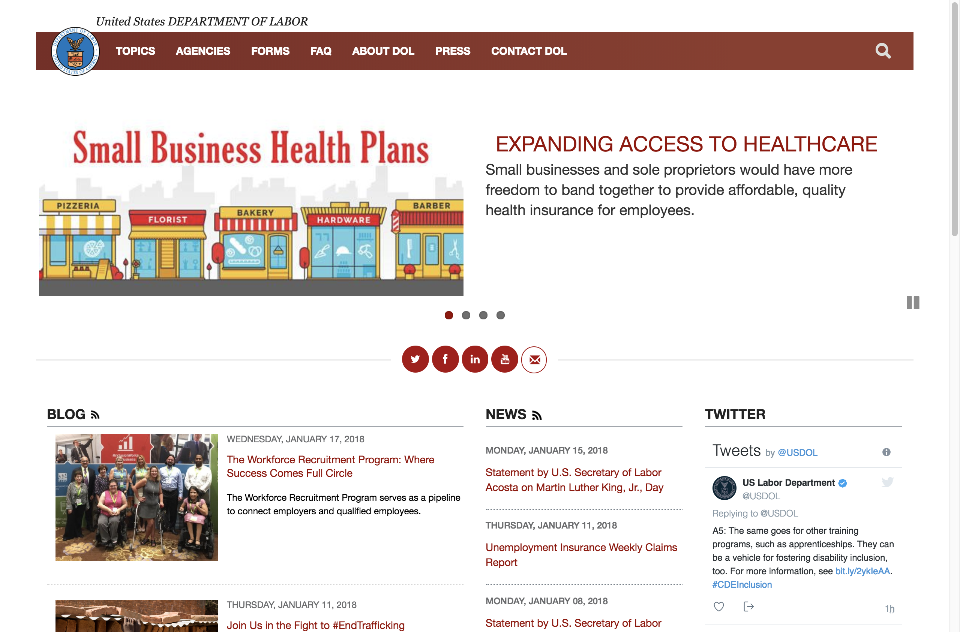 United States DEPARTMENT OF LABOR
TOPICS AGENCIES FORMS FAQ ABOUT DOL PRESS CONTACT DOL
Small Business Health Plans
PIZZERIA
FLORIST
BAKERY
HARDWARE
BARBER
EXPANDING ACCESS TO HEALTHCARE
Small businesses and sole proprietors would have more
freedom to band together to provide affordable, quality
health insurance for employees.
BLOG
WEDNESDAY, JANUARY 17, 2018
The Workforce Recruitment Program: Where
Success Comes Full Circle
The Workforce Recruitment Program serves as a pipeline
to connect employers and qualified employees.
THURSDAY, JANUARY 11, 2018
Join Us in the Fight to #EndTrafficking
NEWS
MONDAY, JANUARY 15, 2018
Statement by U.S. Secretary of Labor
Acosta on Martin Luther King, Jr., Day
THURSDAY, JANUARY 11, 2018
Unemployment Insurance Weekly Claims
Report
MONDAY, JANUARY 08, 2018
Statement by U.S. Secretary of Labor
TWITTER
Tweets by @USDOL
US Labor Department
@USDOL
Replying to @USDOL
A5: The same goes for other training
programs, such as apprenticeships. They can
be a vehicle for fostering disability inclusion,
too. For more information, see bit.ly/2ykIeAA.
#CDEInclusion
1h